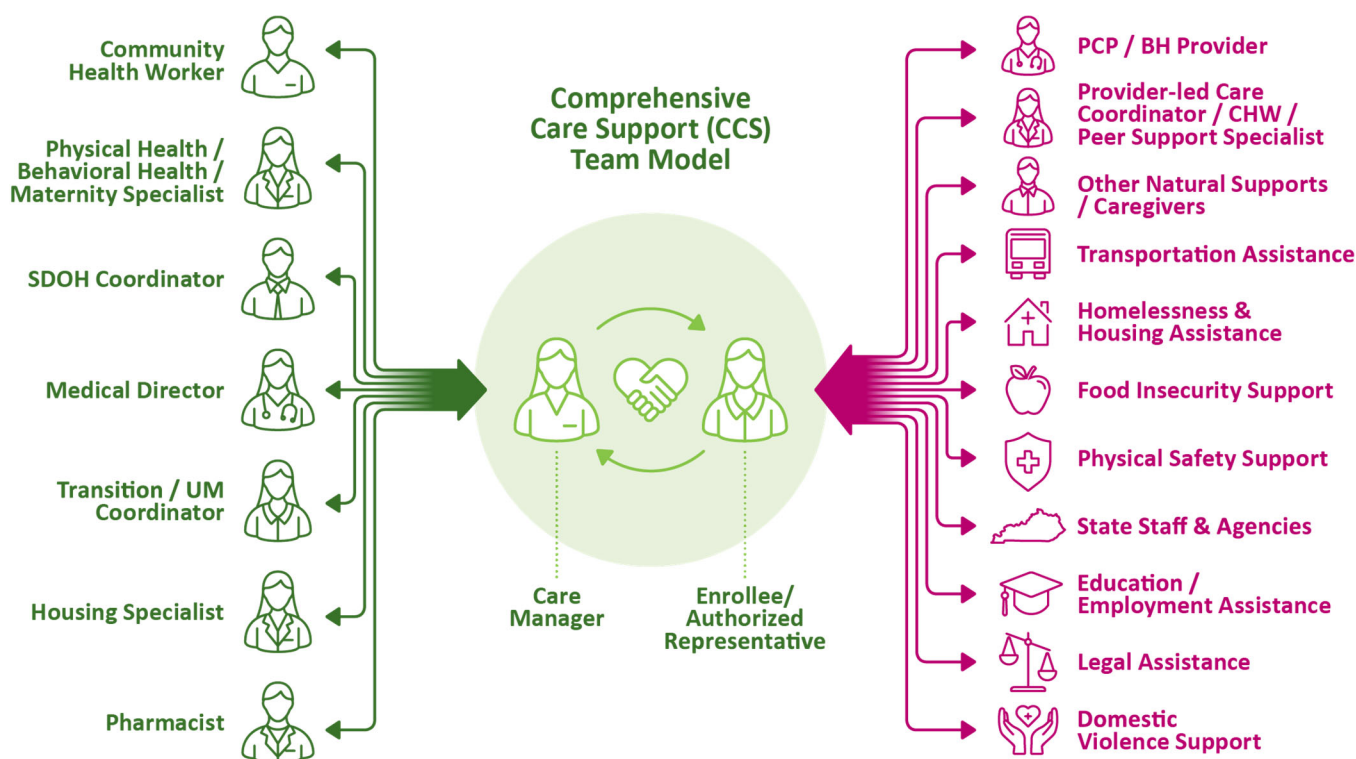 Comprehensive
Care Support (CCS)
Team Model
Community
Health Worker
Physical Health /
Behavioral Health /
Maternity Specialist
SDOH Coordinator
Medical Director
Transition / UM
Coordinator
Housing Specialist
Pharmacist
Care
Manager
Enrollee/
Authorized
Representative
PCP / BH Provider
Provider-led Care
Coordinator / CHW /
Peer Support Specialist
Other Natural Supports
/ Caregivers
Transportation Assistance
Homelessness &
Housing Assistance
Food Insecurity Support
Physical Safety Support
State Staff & Agencies
Education /
Employment Assistance
Legal Assistance
Domestic
Violence Support